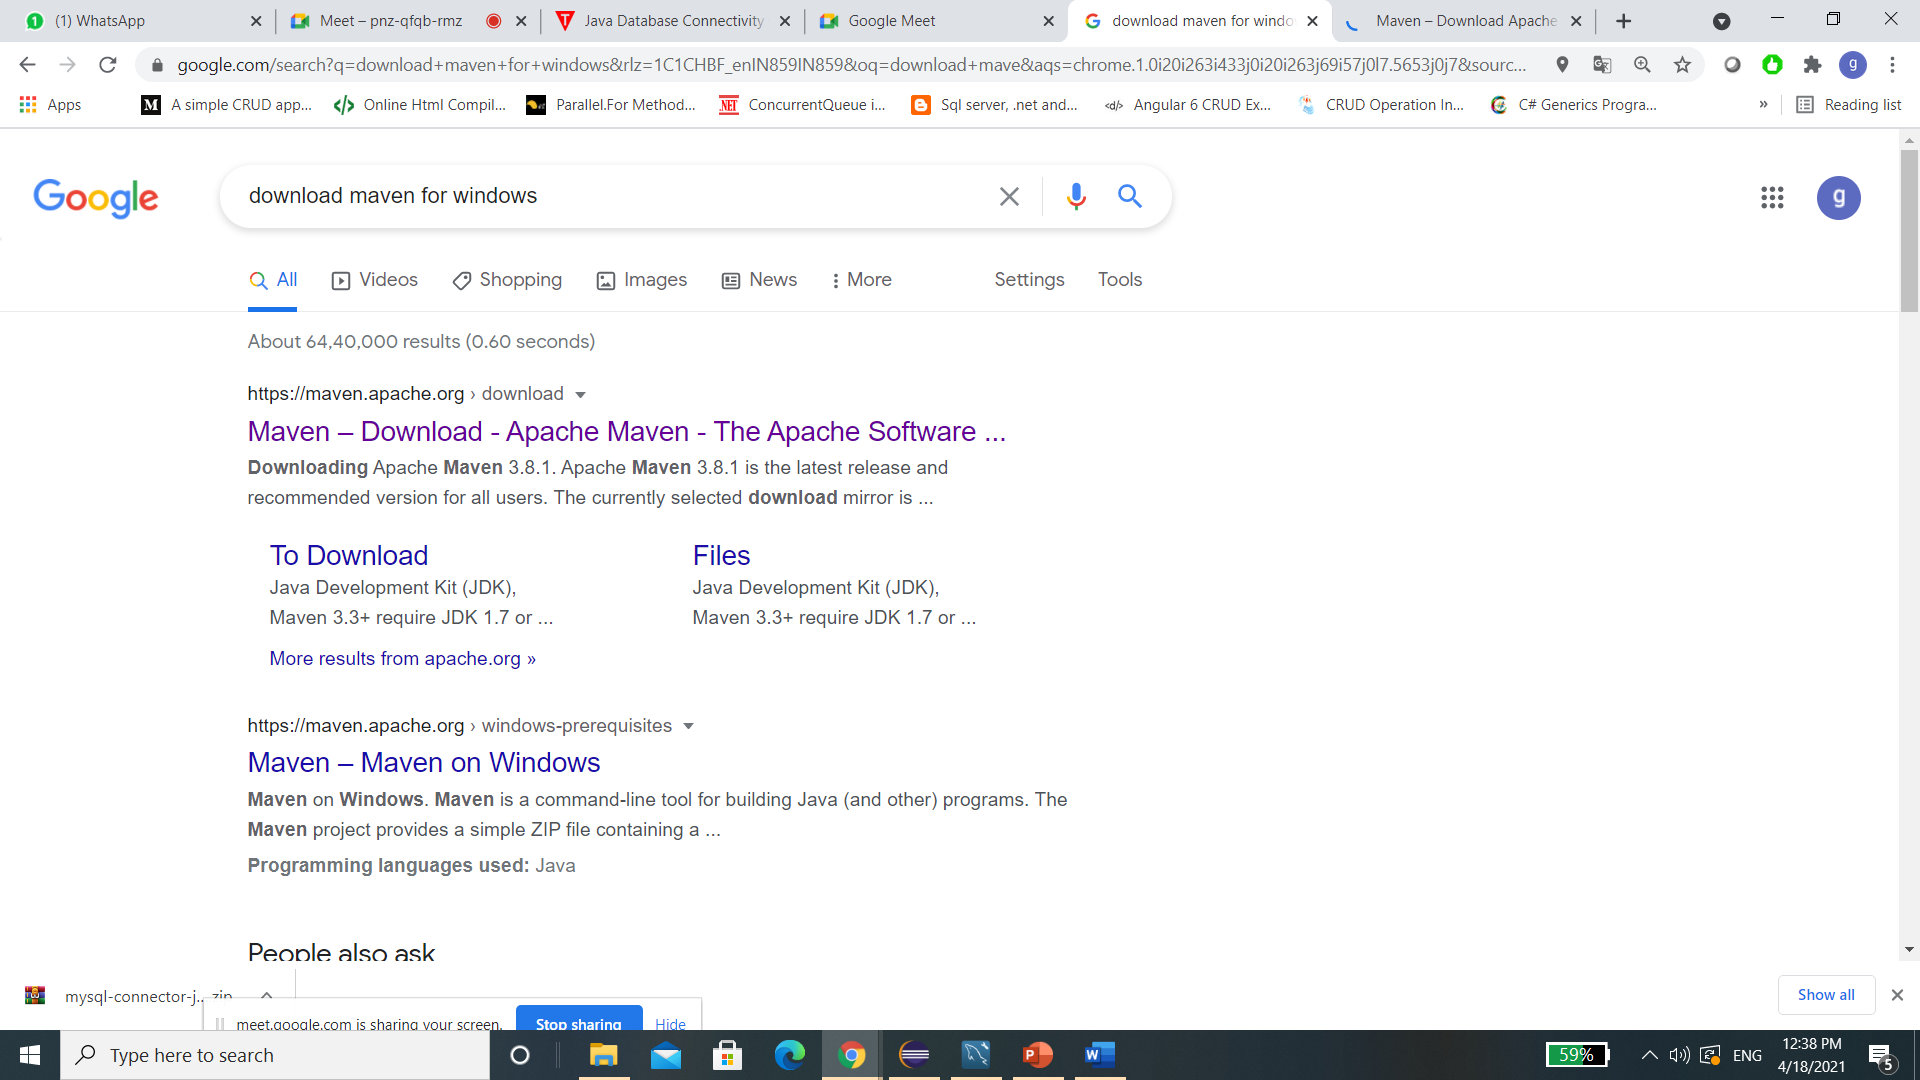 (1) WhatsApp
Meet – pnz-qfqb-rmz
Java Database Connectivity
Google Meet
download maven for windo
Maven – Download Apache
google.com/search?q=download+maven+for+windows&rlz=1C1CHBF_enIN859IN859&oq=download+mave&aqs=chrome.1.0i20i263i433j0i20i263j69i57j0l7.5653j0j7&sourc...
g
Apps
A simple CRUD app...
Online Html Compil...
Parallel.For Method...
ConcurrentQueue i...
Sql server, .net and...
Angular 6 CRUD Ex...
CRUD Operation In...
C# Generics Progra...
»
Reading list
Google
download maven for windows
g
All
Videos
Shopping
Images
News
More
Settings
Tools
About 64,40,000 results (0.60 seconds)
https://maven.apache.org › download
Maven – Download - Apache Maven - The Apache Software ...
Downloading Apache Maven 3.8.1. Apache Maven 3.8.1 is the latest release and
recommended version for all users. The currently selected download mirror is ...
To Download
Java Development Kit (JDK),
Maven 3.3+ require JDK 1.7 or ...
Files
Java Development Kit (JDK),
Maven 3.3+ require JDK 1.7 or ...
More results from apache.org »
https://maven.apache.org › windows-prerequisites
Maven – Maven on Windows
Maven on Windows. Maven is a command-line tool for building Java (and other) programs. The
Maven project provides a simple ZIP file containing a ...
Programming languages used: Java
People also ask
mysql-connector-j....zip
Show all
meet.google.com is sharing your screen.
Stop sharing
Hide
Type here to search
59%
ENG
12:38 PM
4/18/2021
5